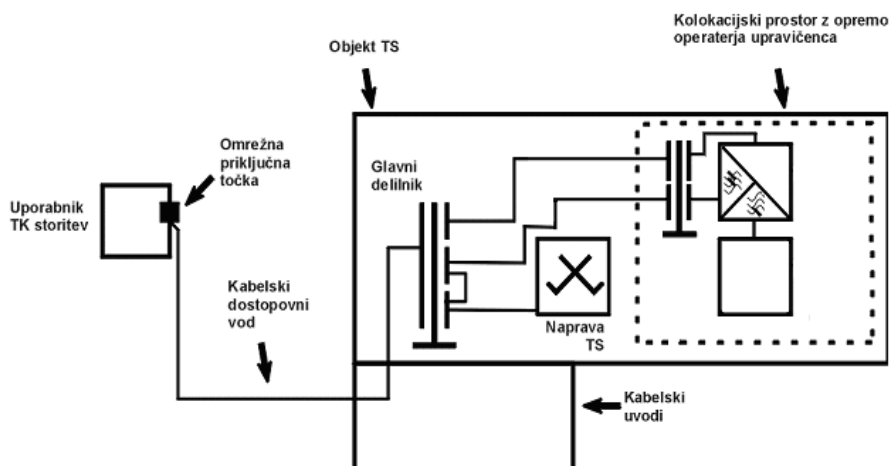 Kolokacijski prostor z opremo
operaterja upravičenca
Objekt TS
Omrežna
priključna
točka
Glavni
delilnik
Uporabnik
TK storitev
Kabelski
dostopovni
vod
Naprava
TS
Kabelski
uvodi